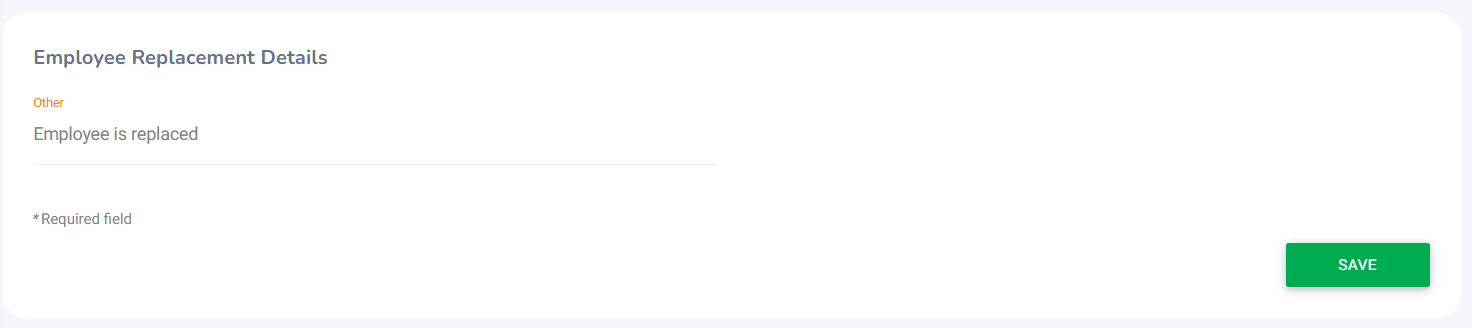 Employee Replacement Details
Other
Employee is replaced
* Required field
SAVE